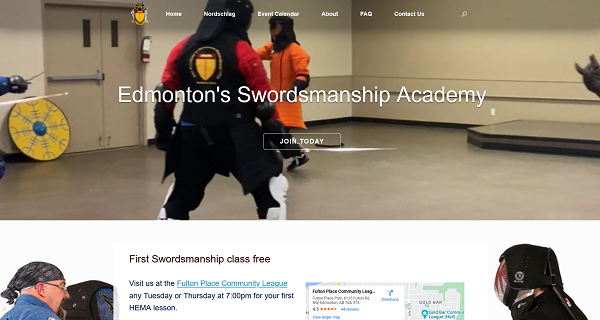 Home Nordschlag Event Calendar About FAQ Contact Us
Edmonton's Swordsmanship Academy
JOIN TODAY
First Swordsmanship class free
Visit us at the Fulton Place Community League
any Tuesday or Thursday at 7:00pm for your first
HEMA lesson.
Fulton Place Community Leag...
Fulton Place Park, 6115 Fulton Rd
NW, Edmonton, AB T6A 3T3
Directions
4.5 44 reviews
View larger map
GOLD BAR
Gold Bar Commu
League (Hall)